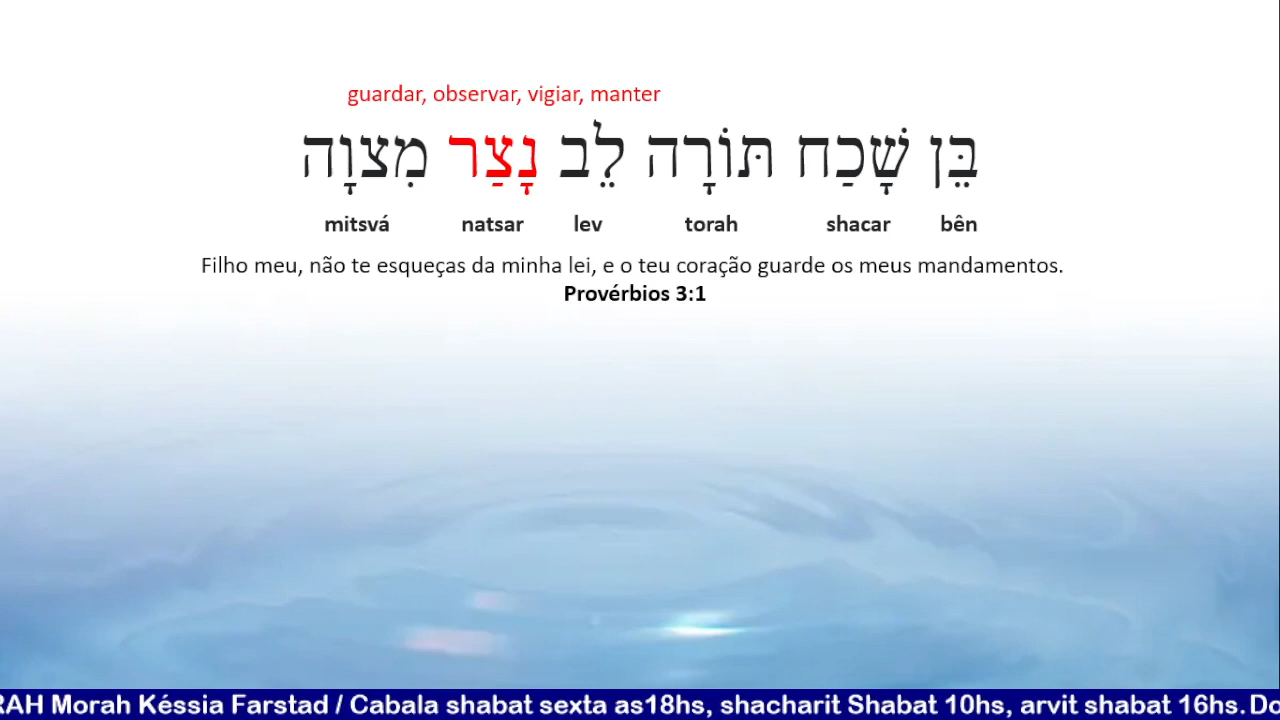 guardar, observar, vigiar, manter
בֵּן שָׁכַח תּוֹרָה לֵב נָצַר מִצוָה
mitsvá natsar lev torah shacar bên
Filho meu, não te esqueças da minha lei, e o teu coração guarde os meus mandamentos.
Provérbios 3:1
RAH Morah Késsia Farstad / Cabala shabat sexta as18hs, shacharit Shabat 10hs, arvit shabat 16hs.Do